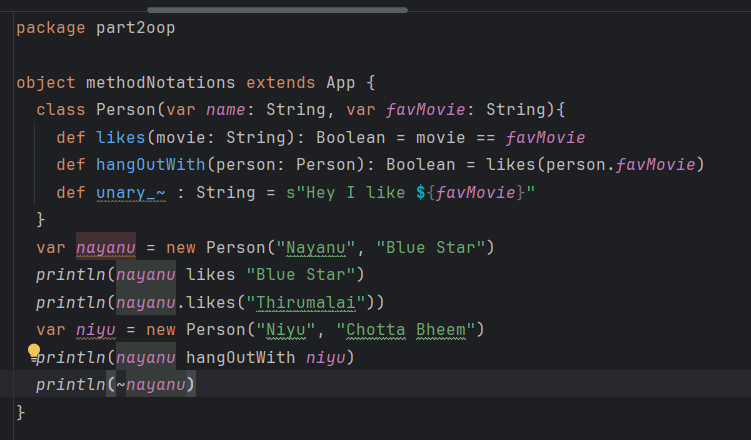 package part2oop
object methodNotations extends App {
class Person(var name: String, var favMovie: String){
def likes(movie: String): Boolean = movie == favMovie
def hangOutWith(person: Person): Boolean = likes(person.favMovie)
def unary_~ : String = s"Hey I like ${favMovie}"
}
var nayanu = new Person("Nayanu", "Blue Star")
println(nayanu likes "Blue Star")
println(nayanu.likes("Thirumalai"))
var niyu = new Person("Niyu", "Chotta Bheem")
println(nayanu hangOutWith niyu)
println(~nayanu)
}